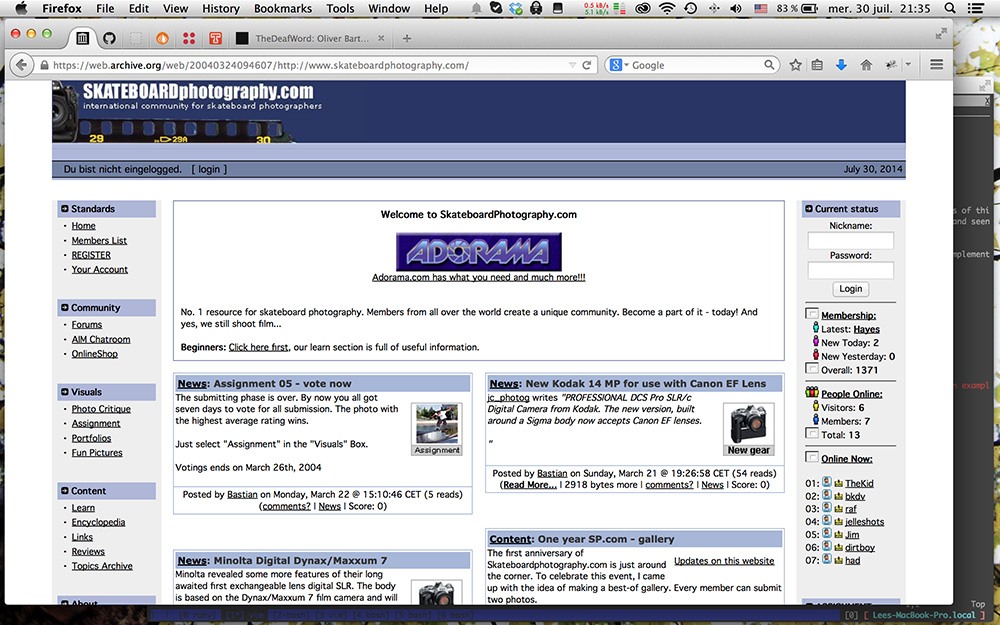 Firefox File Edit View History Bookmarks Tools Window Help
0.5 kB/s
5.1 kB/s
83 % mer. 30 juil. 21:35
TheDeafWord: Oliver Bart...
https://web.archive.org/web/20040324094607/http://www.skateboardphotography.com/
Google
SKATEBOARDphotography.com
international community for skateboard photographers
29 29A 30
Du bist nicht eingelogged. [ login ]
July 30, 2014
Standards
Home
Members List
REGISTER
Your Account
Community
Forums
AIM Chatroom
OnlineShop
Visuals
Photo Critique
Assignment
Portfolios
Fun Pictures
Content
Learn
Encyclopedia
Links
Reviews
Topics Archive
About
Welcome to SkateboardPhotography.com
ADORAMA
Adorama.com has what you need and much more!!!
No. 1 resource for skateboard photography. Members from all over the world create a unique community. Become a part of it - today! And
yes, we still shoot film...
Beginners: Click here first, our learn section is full of useful information.
News: Assignment 05 - vote now
The submitting phase is over. By now you all got
seven days to vote for all submission. The photo with
the highest average rating wins.
Just select "Assignment" in the "Visuals" Box.
Votings ends on March 26th, 2004
Assignment
Posted by Bastian on Monday, March 22 @ 15:10:46 CET (5 reads)
(comments? | News | Score: 0)
News: Minolta Digital Dynax/Maxxum 7
Minolta revealed some more features of their long
awaited first exchangeable lens digital SLR. The body
is based on the Dynax/Maxxum 7 film camera and will
News: New Kodak 14 MP for use with Canon EF Lens
jc_photog writes "PROFESSIONAL DCS Pro SLR/c
Digital Camera from Kodak. The new version, built
around a Sigma body now accepts Canon EF lenses.
"
New gear
Posted by Bastian on Sunday, March 21 @ 19:26:58 CET (54 reads)
(Read More... | 2918 bytes more | comments? | News | Score: 0)
Content: One year SP.com - gallery
The first anniversary of
Skateboardphotography.com is just around
the corner. To celebrate this event, I came
up with the idea of making a best-of gallery. Every member can submit
two photos.
Updates on this website
Current status
Nickname:
Password:
Login
Membership:
Latest: Hayes
New Today: 2
New Yesterday: 0
Overall: 1371
People Online:
Visitors: 6
Members: 7
Total: 13
Online Now:
01: TheKid
02: bkdv
03: raf
04: jelleshots
05: Jim
06: dirtboy
07: had
s of thi
and seen
mplement
n exampl
Top
[0] [ Lees-MacBook-Pro.local ]